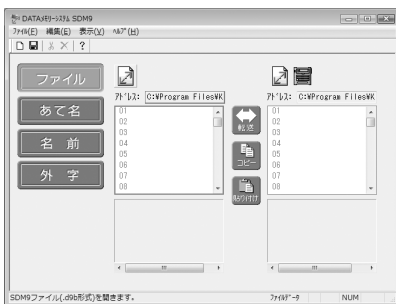 DATAﾒﾓﾘｰｼｽﾃﾑ SDM9
ﾌｧｲﾙ(F) 編集(E) 表示(V) ﾍﾙﾌﾟ(H)
ファイル
あて名
名 前
外 字
ｱﾄﾞﾚｽ: C:¥Program Files¥K
01
02
03
04
05
06
07
08
転送
コピー
貼り付け
ｱﾄﾞﾚｽ: C:¥Program Files¥K
01
02
03
04
05
06
07
08
SDM9ファイル(.d9b形式)を開きます。
ﾌｧｲﾙﾃﾞｰﾀ
NUM